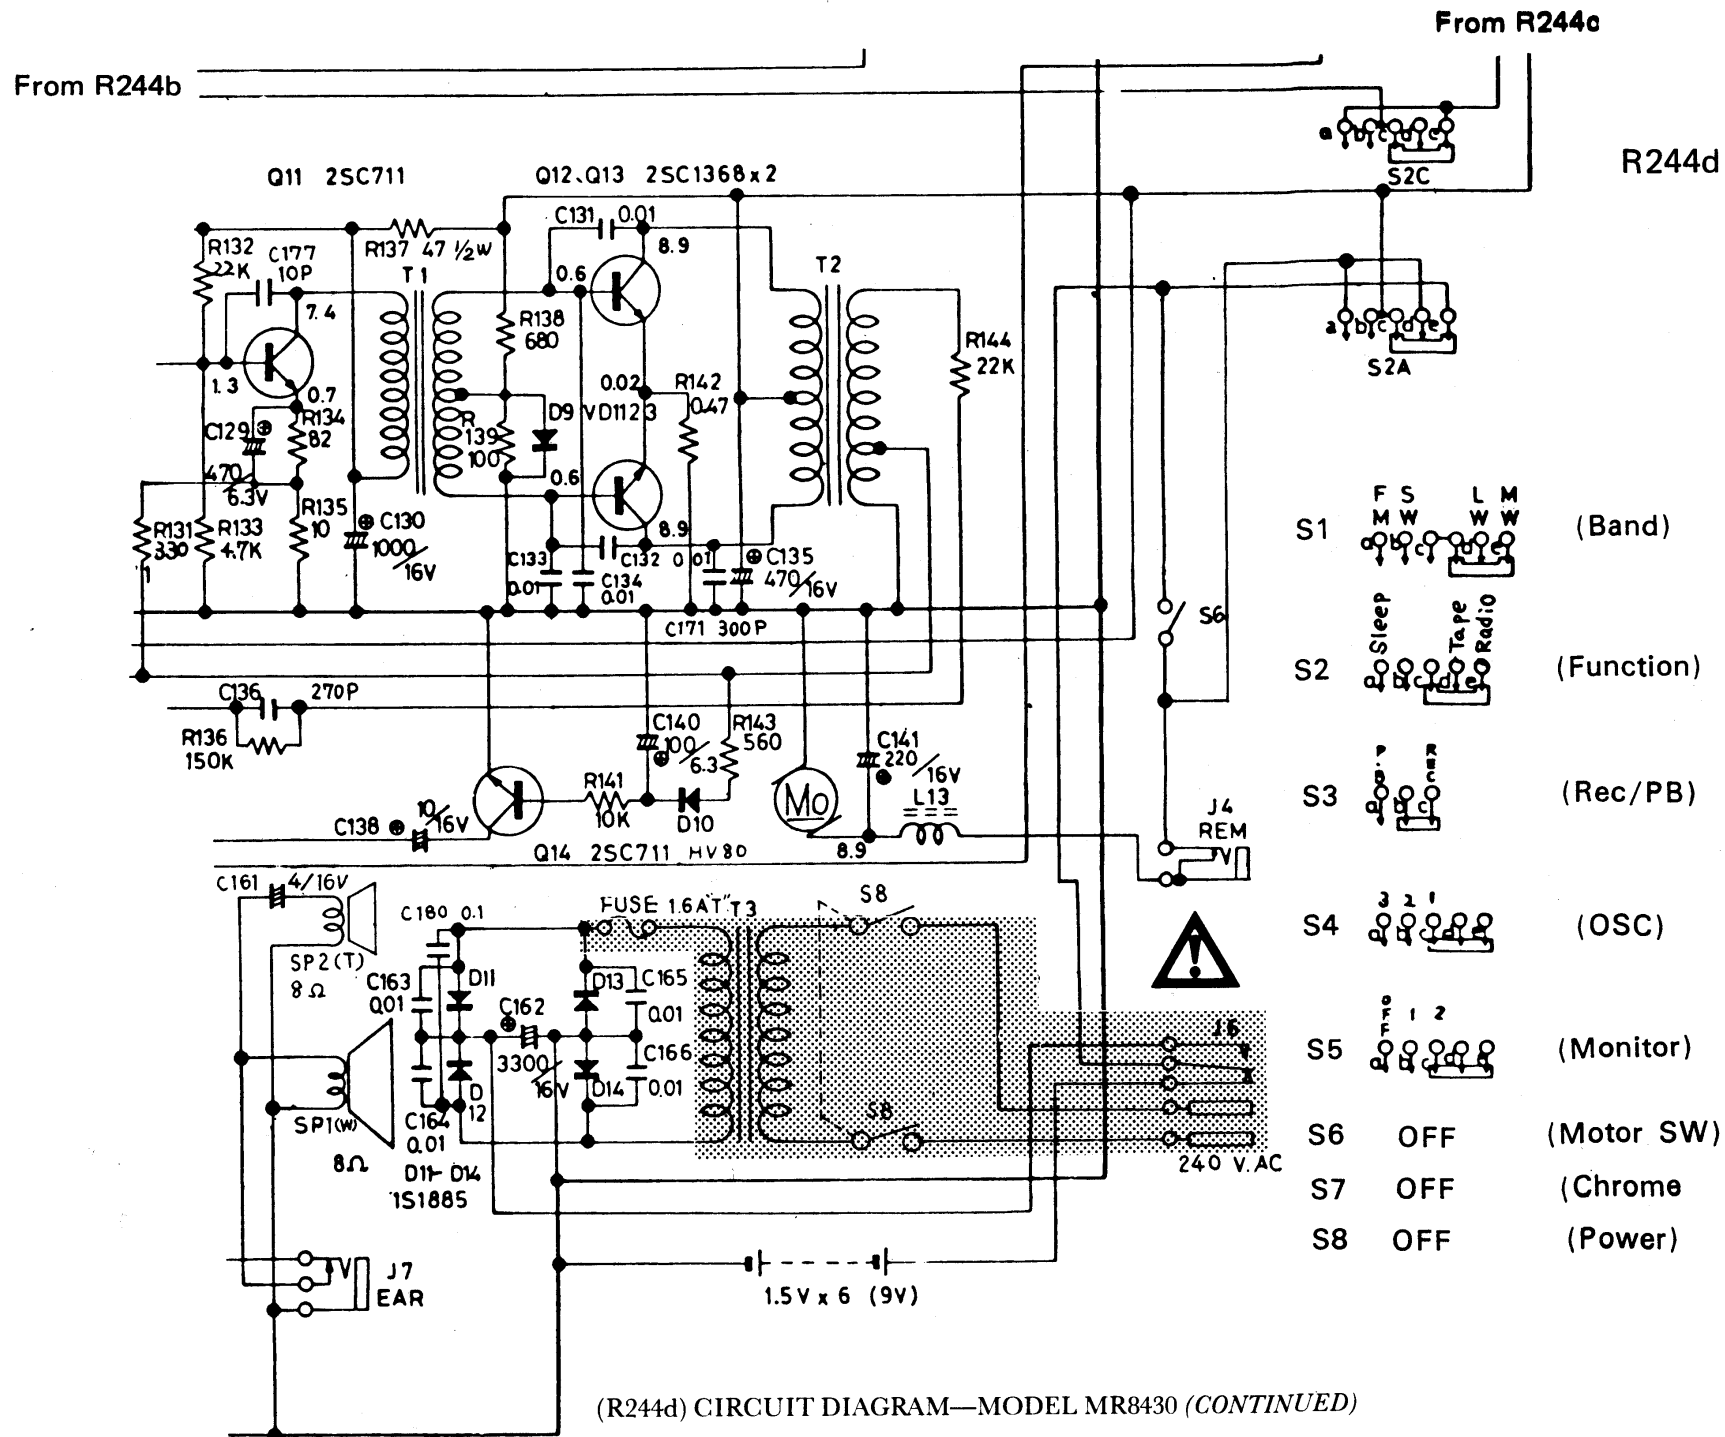 From R244c
From R244b
R244d
a b c d e
S2C
Q11 2SC711
Q12、Q13 2SC1368 x 2
C131 0.01
R132
22K
C177
10P
R137 47 ½W
8.9
T1
T2
0.6
7.4
R138
680
R144
22K
a b c d e
S2A
1.3
0.7
0.02
R142
0.47
D9 VD1123
R134
82
C129 ⊕
R
139
100
470/6.3V
0.6
R135
10
⊕ C130
1000/16V
R131
330
R133
4.7K
8.9
C133
0.01
C132 0.01
C134
0.01
⊕ C135
470/16V
C171 300P
S6
F M
S W
L W
M W
S1
a b c d e
(Band)
Sleep
Tape
Radio
S2
a b c d e
(Function)
C136
270P
R136
150K
C140
100/6.3
⊕
R143
560
C141
220/16V
P.B
REC
S3
a b c
(Rec/PB)
R141
10K
D10
Mo
L13
J4
REM
C138 ⊕
10/16V
Q14 2SC711 HV80
8.9
C161
4/16V
C180 0.1
FUSE 1.6A"T"
T3
S8
3 2 1
S4
(OSC)
SP2 (T)
8Ω
C163
0.01
D11
C162
⊕
3300/16V
D13
C165
0.01
C166
0.01
D14
D
12
C164
0.01
D11- D14
1S1885
SP1(W)
8Ω
S8
J6
240 V. AC
OFF 1 2
S5
(Monitor)
S6 OFF (Motor SW)
S7 OFF (Chrome
S8 OFF (Power)
J7
EAR
1.5V x 6 (9V)
(R244d) CIRCUIT DIAGRAM—MODEL MR8430 (CONTINUED)